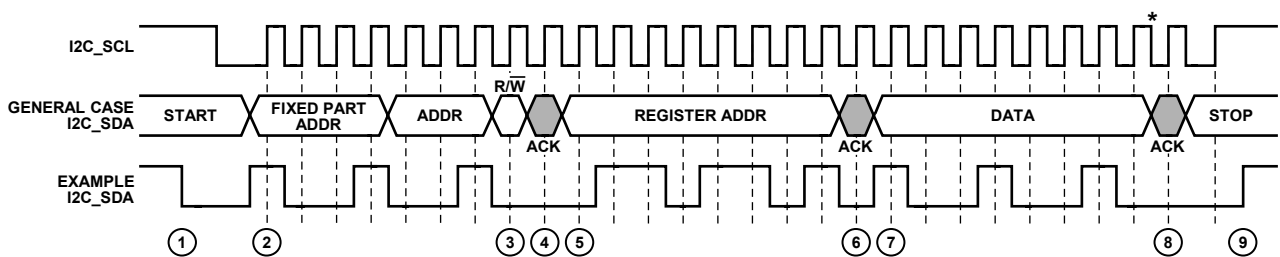 *
I2C_SCL
R/W̅
GENERAL CASE
I2C_SDA
START
FIXED PART
ADDR
ADDR
REGISTER ADDR
DATA
STOP
ACK
ACK
ACK
EXAMPLE
I2C_SDA
1 2 3 4 5 6 7 8 9